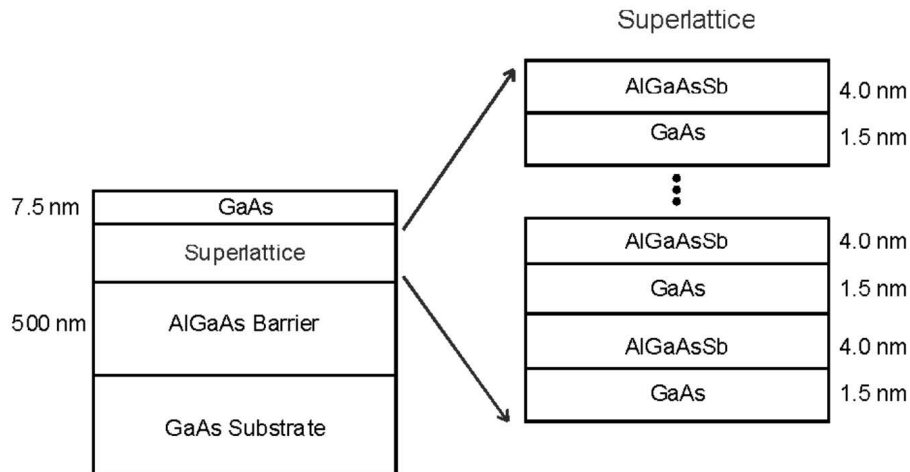 Superlattice
AlGaAsSb
4.0 nm
GaAs
1.5 nm
7.5 nm
GaAs
Superlattice
500 nm
AlGaAs Barrier
GaAs Substrate
AlGaAsSb
4.0 nm
GaAs
1.5 nm
AlGaAsSb
4.0 nm
GaAs
1.5 nm